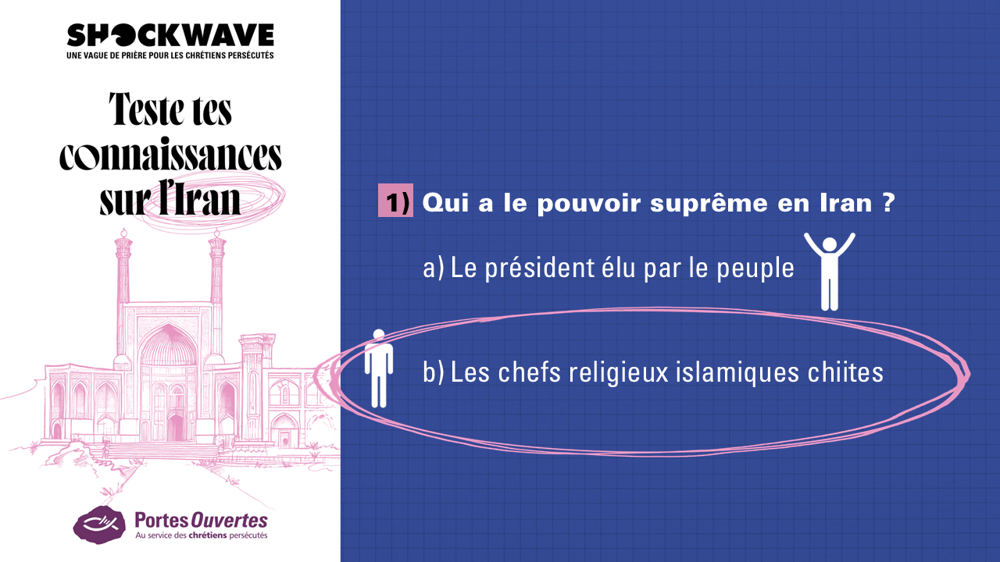 SHOCKWAVE
UNE VAGUE DE PRIÈRE POUR LES CHRÉTIENS PERSÉCUTÉS
Teste tes
connaissances
sur l'Iran
Portes Ouvertes
Au service des chrétiens persécutés
1) Qui a le pouvoir suprême en Iran ?
a) Le président élu par le peuple
b) Les chefs religieux islamiques chiites